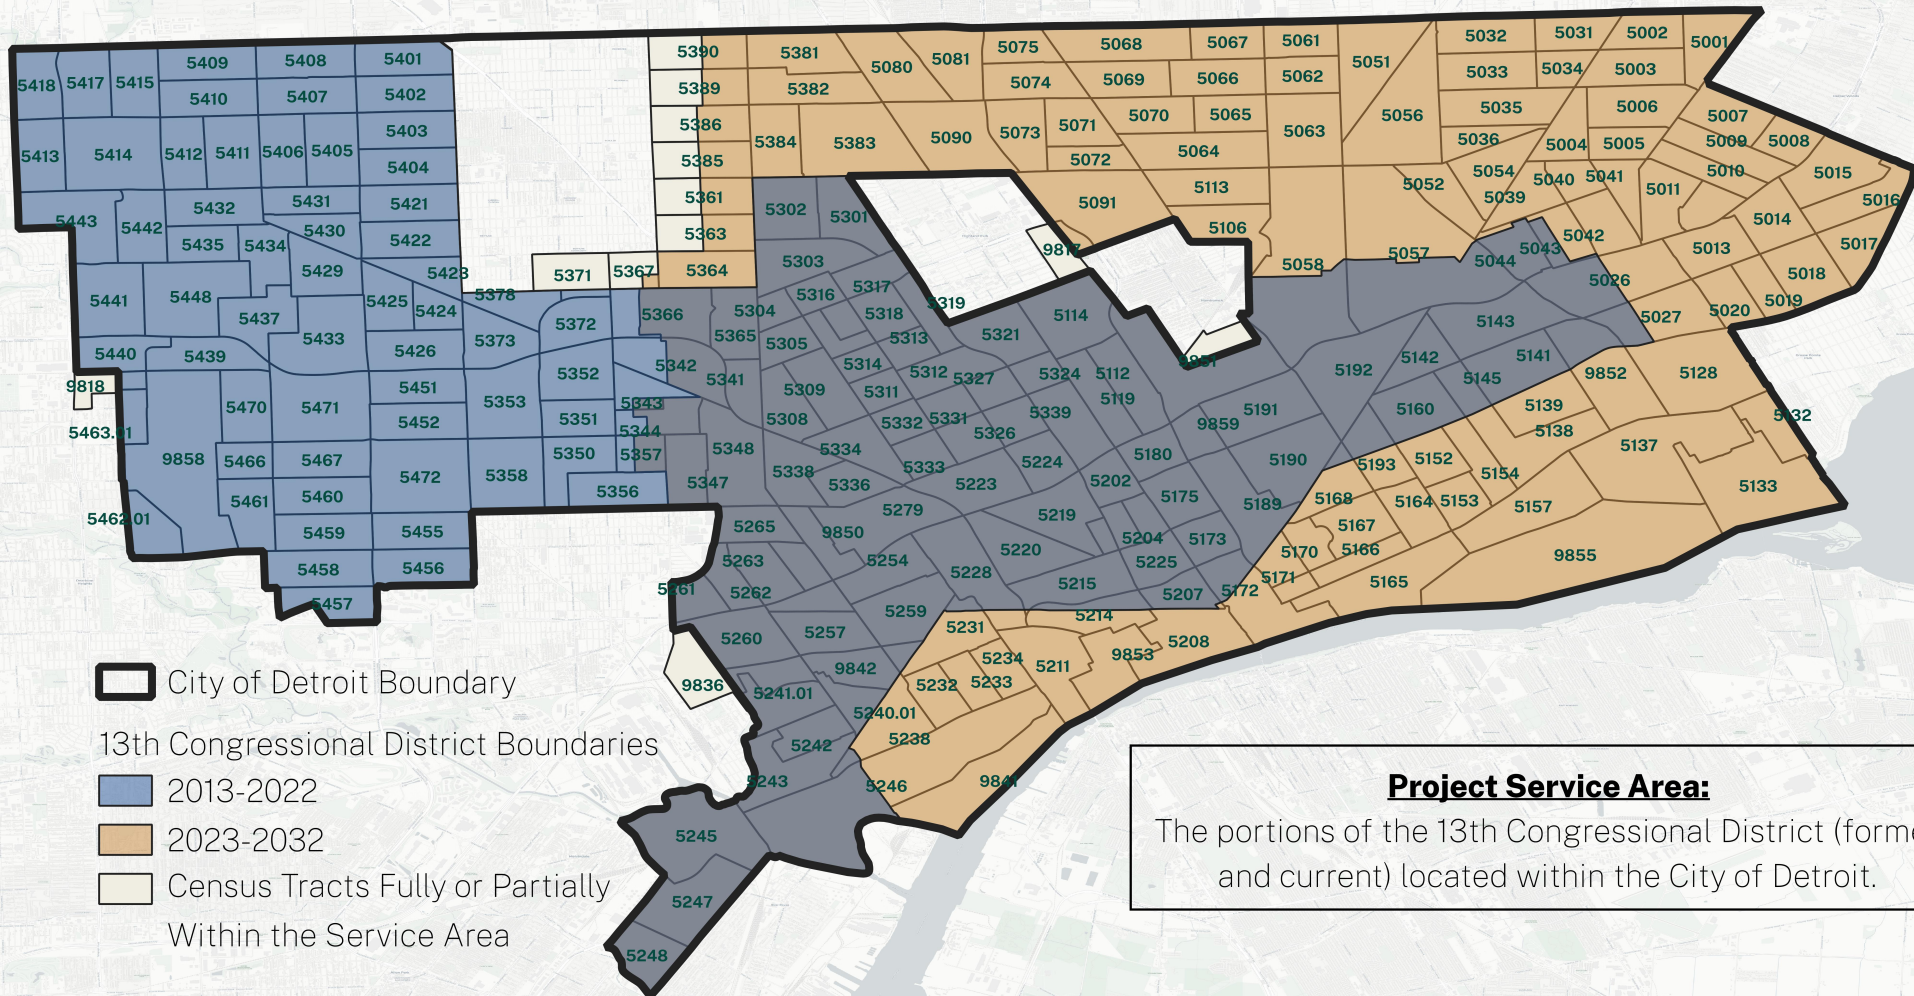 5390 5381 5080 5081 5075 5068 5067 5061 5051 5032 5031 5002 5001
5418 5417 5415 5409 5408 5401
5389 5382 5074 5069 5066 5062 5033 5034 5003
5410 5407 5402
5386 5384 5383 5090 5073 5071 5070 5065 5063 5056 5035 5006 5007
5413 5414 5412 5411 5406 5405 5403
5385 5072 5064 5036 5004 5005 5009 5008
5404
5361 5302 5301 5091 5113 5052 5054 5039 5040 5041 5011 5010 5015 5016
5443 5442 5432 5431 5421
5363 5106 5014
5435 5434 5430 5422
5303 9817 5058 5057 5044 5043 5042 5013 5017
5371 5367 5364
5429 5423 5378
5441 5448 5425 5424
5366 5304 5316 5317 5319 5114 5026 5018
5437 5433 5373 5372
5365 5305 5318 5313 5321 5143 5027 5020 5019
5440 5439 5426
5342 5341 5314 5312 5327 5324 5112 9851 5192 5142 5141 9852 5128
9818 5451 5352
5470 5471 5353 5343 5309 5311 5339 5119 5191 5160 5145 5139
5463.01 5452 5351 5344 5308 5332 5331 5326 9859 5138 5132
9858 5466 5467 5472 5358 5350 5357 5348 5334 5333 5224 5180 5190 5193 5152 5154 5137
5461 5460 5356 5347 5338 5336 5223 5202 5175 5189 5168 5164 5153 5157 5133
5462.01 5459 5455 5265 9850 5279 5219 5204 5173 5167
5458 5456 5263 5254 5220 5225 5170 5166 9855
5457 5261 5262 5228 5215 5207 5172 5171 5165
5260 5257 5259 5231 5214
9842 5234 5211 9853 5208
9836 5241.01 5232 5233
5240.01
5242 5238
5243 5246 9841
5245
5247
5248
City of Detroit Boundary
13th Congressional District Boundaries
2013-2022
2023-2032
Census Tracts Fully or Partially
Within the Service Area
Project Service Area:
The portions of the 13th Congressional District (forme
and current) located within the City of Detroit.